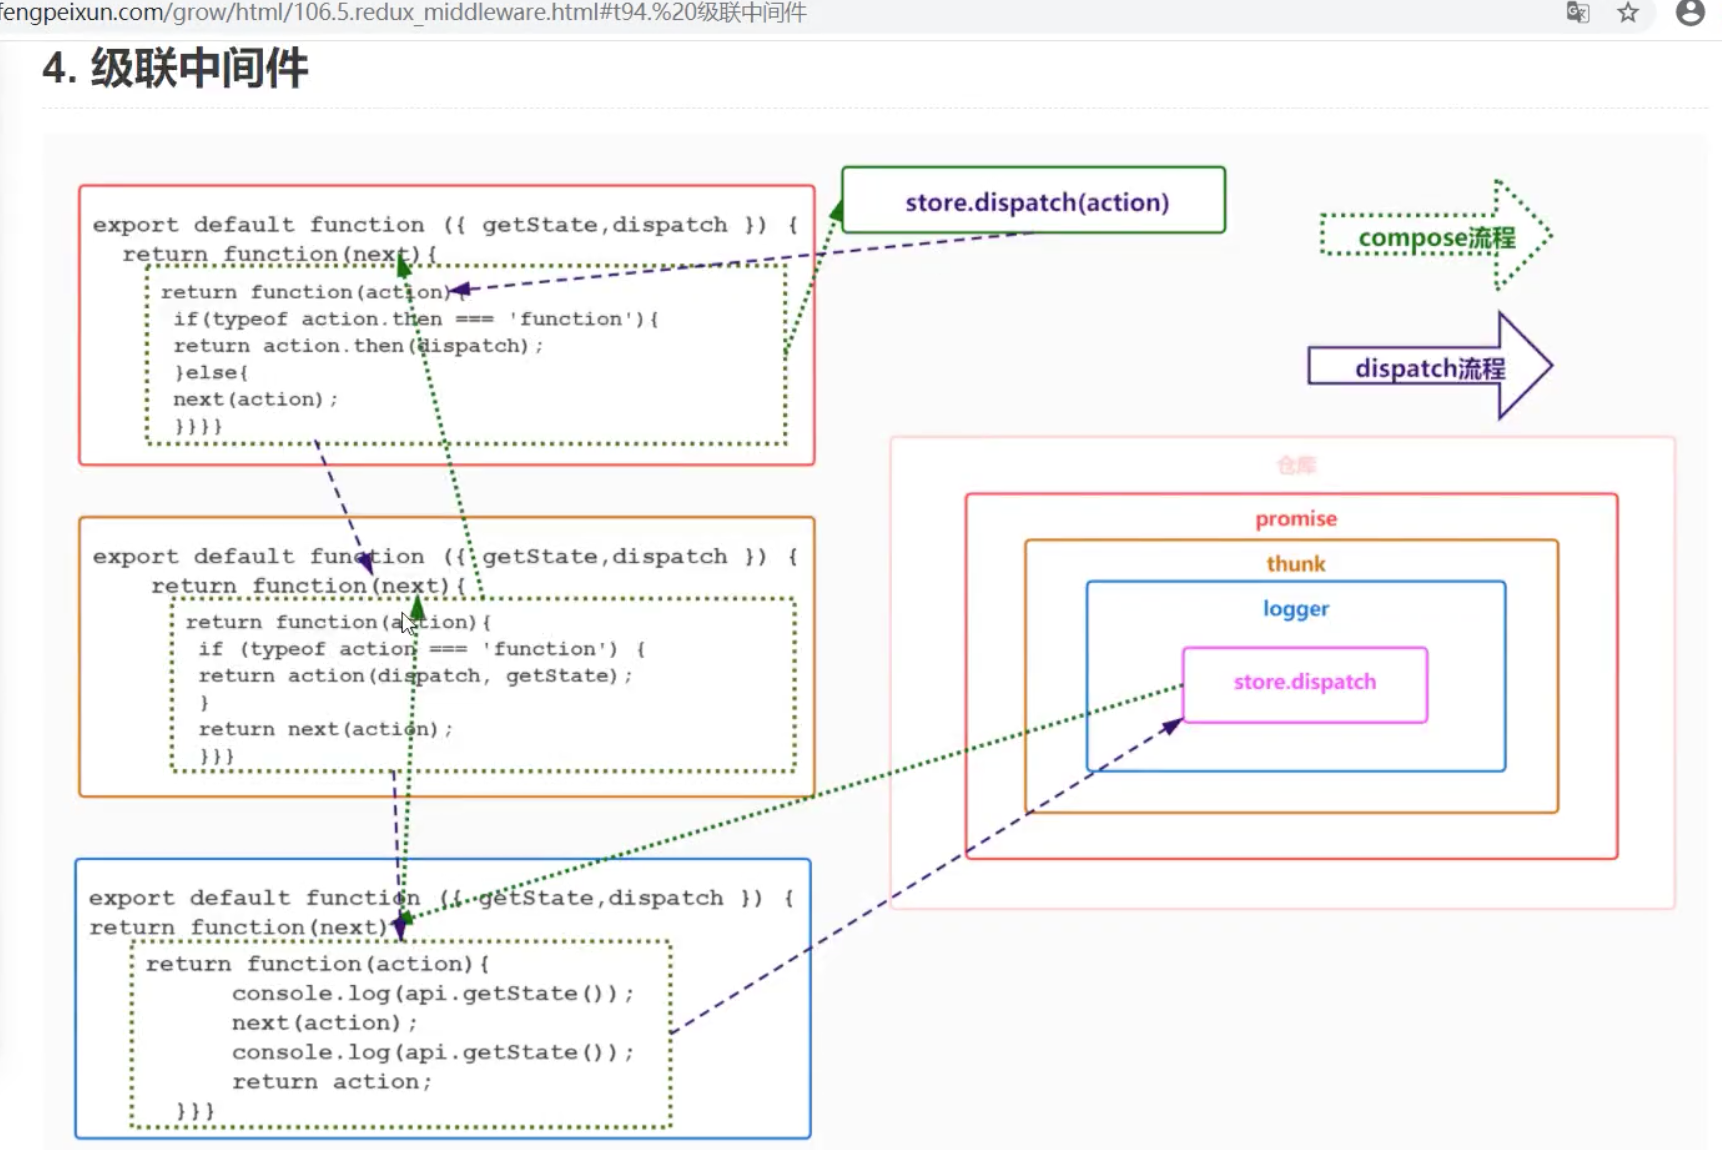 fengpeixun.com/grow/html/106.5.redux_middleware.html#t94.%20级联中间件
4. 级联中间件
export default function ({ getState,dispatch }) {
return function(next){
return function(action){
if(typeof action.then === 'function'){
return action.then(dispatch);
}else{
next(action);
}}}}
store.dispatch(action)
compose流程
dispatch流程
export default function ({ getState,dispatch }) {
return function(next){
return function(action){
if (typeof action === 'function') {
return action(dispatch, getState);
}
return next(action);
}}}
export default function ({ getState,dispatch }) {
return function(next)
return function(action){
console.log(api.getState());
next(action);
console.log(api.getState());
return action;
}}}
仓库
promise
thunk
logger
store.dispatch